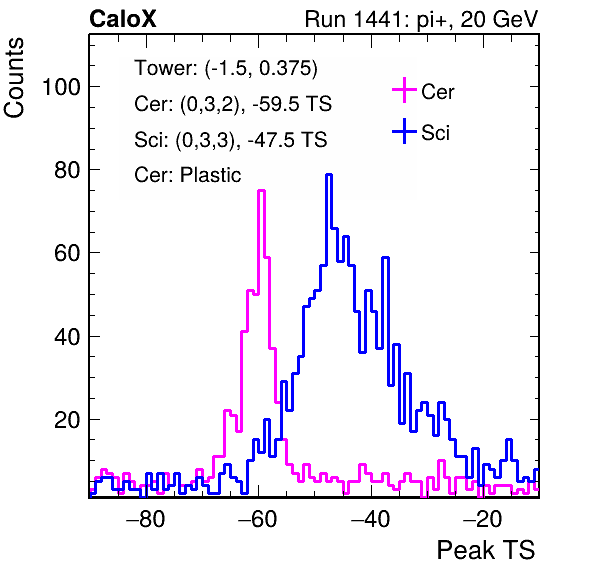 CaloX Run 1441: pi+, 20 GeV
Counts
Tower: (-1.5, 0.375)
Cer: (0,3,2), -59.5 TS
Sci: (0,3,3), -47.5 TS
Cer: Plastic
Cer
Sci
100
80
60
40
20
−80 −60 −40 −20
Peak TS